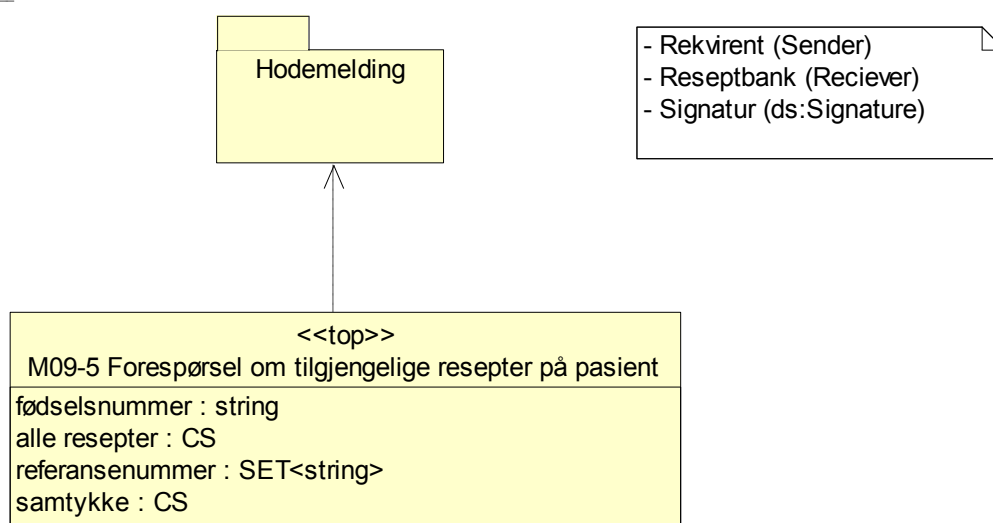 Hodemelding
- Rekvirent (Sender)
- Reseptbank (Reciever)
- Signatur (ds:Signature)
<<top>>
M09-5 Forespørsel om tilgjengelige resepter på pasient
fødselsnummer : string
alle resepter : CS
referansenummer : SET<string>
samtykke : CS